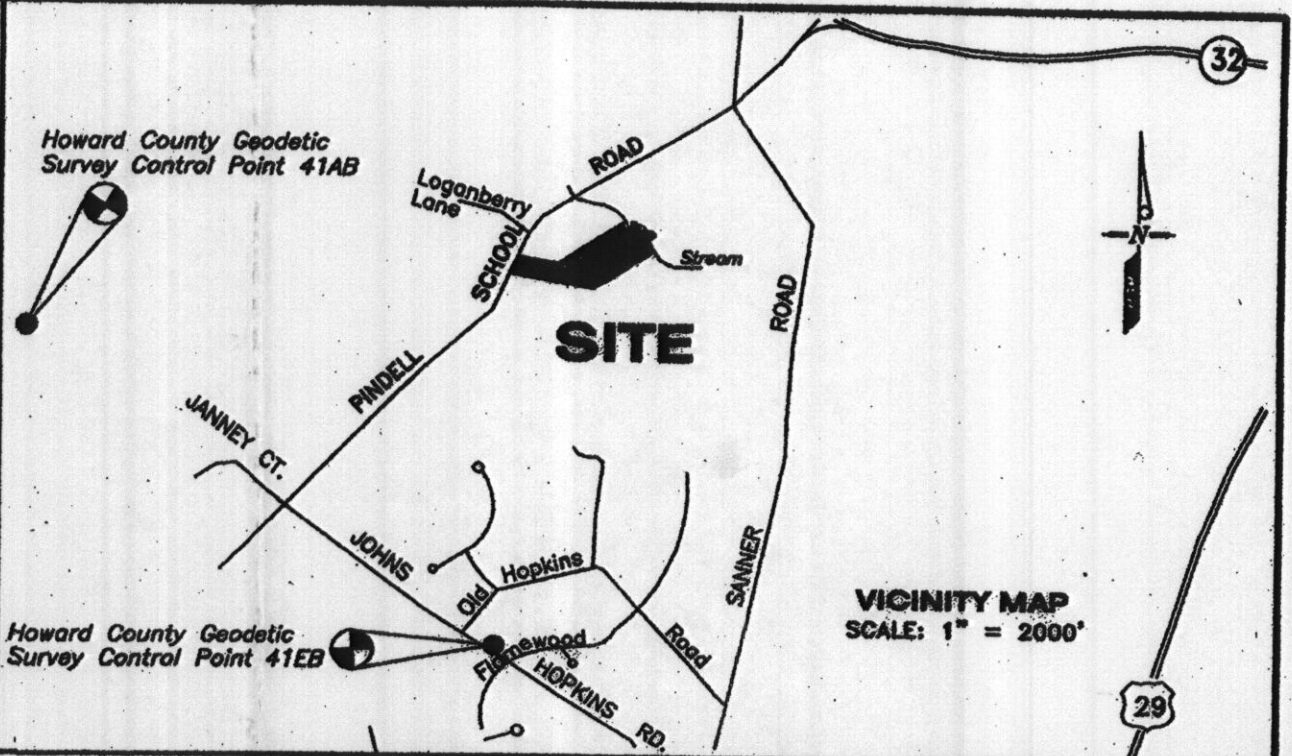 32
Howard County Geodetic
Survey Control Point 41AB
Loganberry
Lane
ROAD
SCHOOL
Stream
N
SITE
ROAD
PINDELL
JANNEY CT.
JOHNS
Old
Hopkins
Road
SANNER
VICINITY MAP
SCALE: 1" = 2000'
Howard County Geodetic
Survey Control Point 41EB
Flamewood
HOPKINS
RD.
29